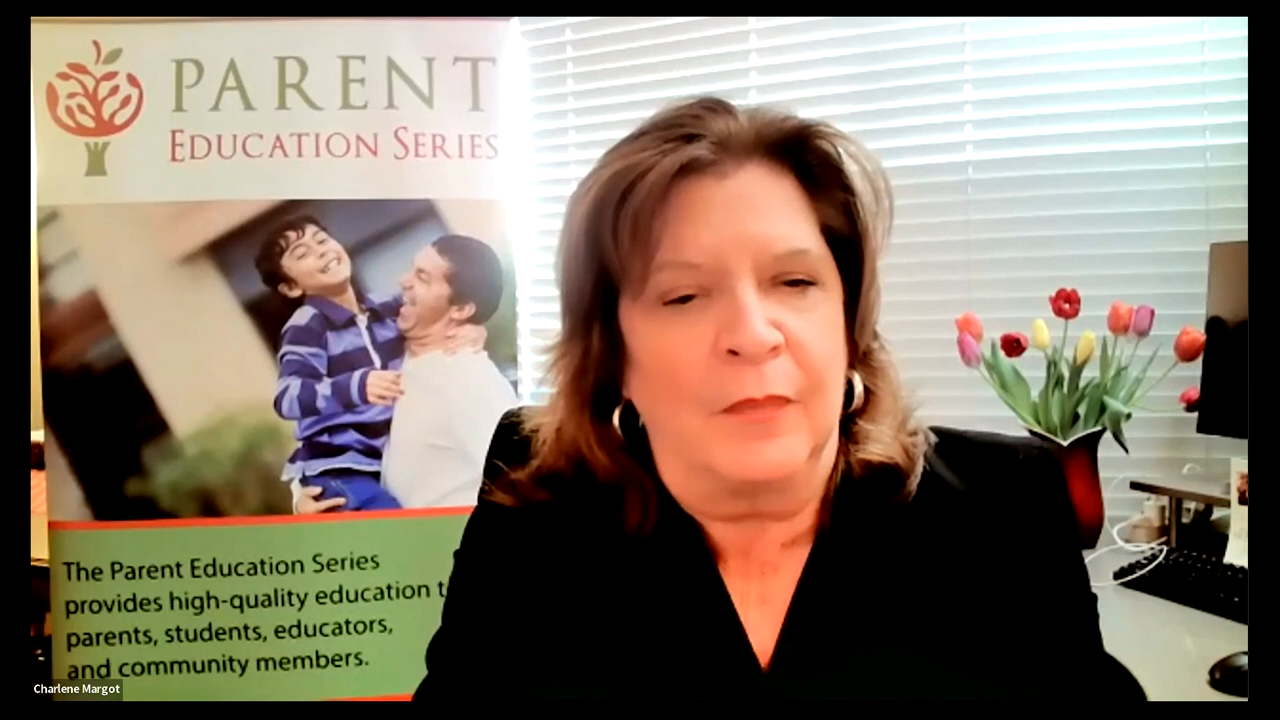 PARENT
EDUCATION SERIES
The Parent Education Series
provides high-quality education
parents, students, educators,
and community members.
Charlene Margot